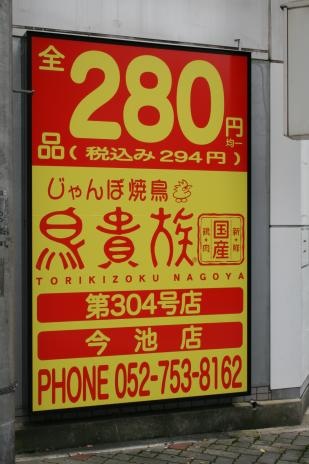 全品280円均一
(税込み294円)
じゃんぼ焼鳥
鳥貴族
国産
新・鮮
鶏・肉
TORIKIZOKU NAGOYA
第304号店
今池店
PHONE 052-753-8162